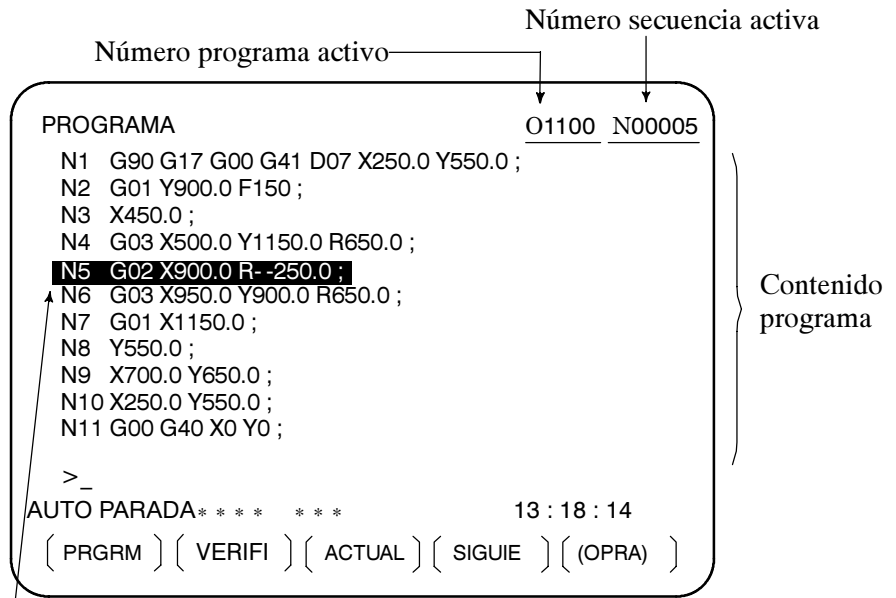 Número secuencia activa
Número programa activo
PROGRAMA O1100 N00005
N1 G90 G17 G00 G41 D07 X250.0 Y550.0 ;
N2 G01 Y900.0 F150 ;
N3 X450.0 ;
N4 G03 X500.0 Y1150.0 R650.0 ;
N5 G02 X900.0 R- -250.0 ;
N6 G03 X950.0 Y900.0 R650.0 ;
N7 G01 X1150.0 ;
N8 Y550.0 ;
N9 X700.0 Y650.0 ;
N10 X250.0 Y550.0 ;
N11 G00 G40 X0 Y0 ;
Contenido
programa
>_
AUTO PARADA* * * * * * * 13 : 18 : 14
[ PRGRM ] [ VERIFI ] [ ACTUAL ] [ SIGUIE ] [ (OPRA) ]